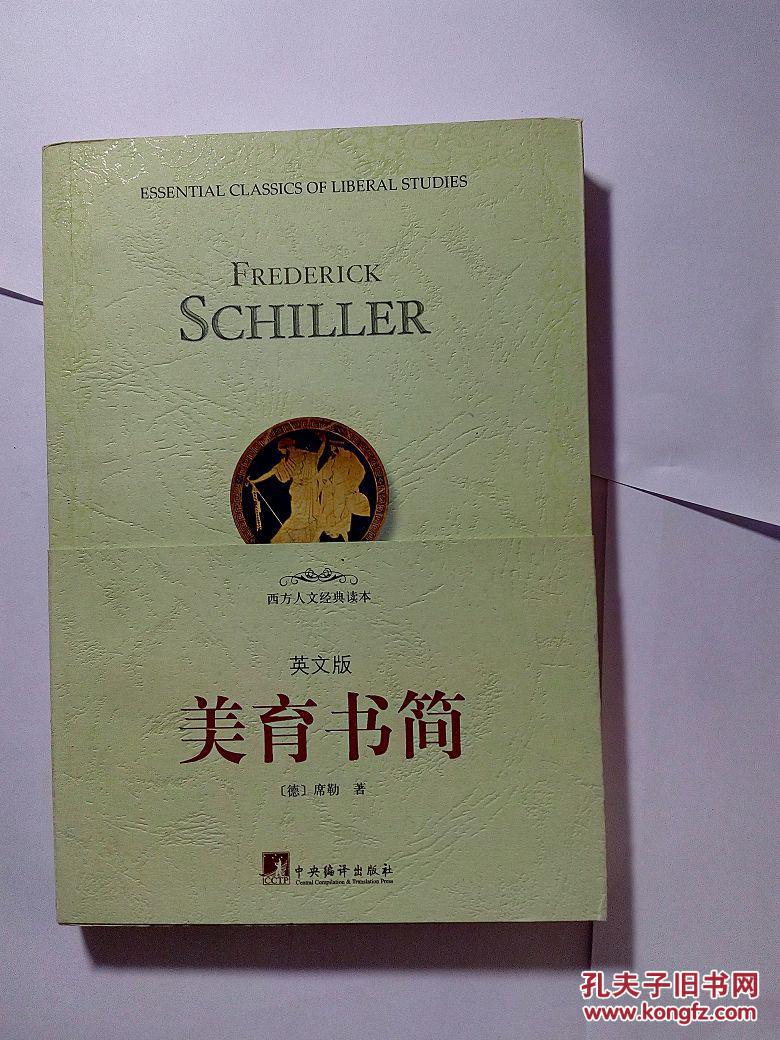 ESSENTIAL CLASSICS OF LIBERAL STUDIES
FREDERICK
SCHILLER
西方人文经典读本
英文版
美育书简
〔德〕席勒 著
CCTP
中央编译出版社
Central Compilation & Translation Press
孔夫子旧书网
www.kongfz.com